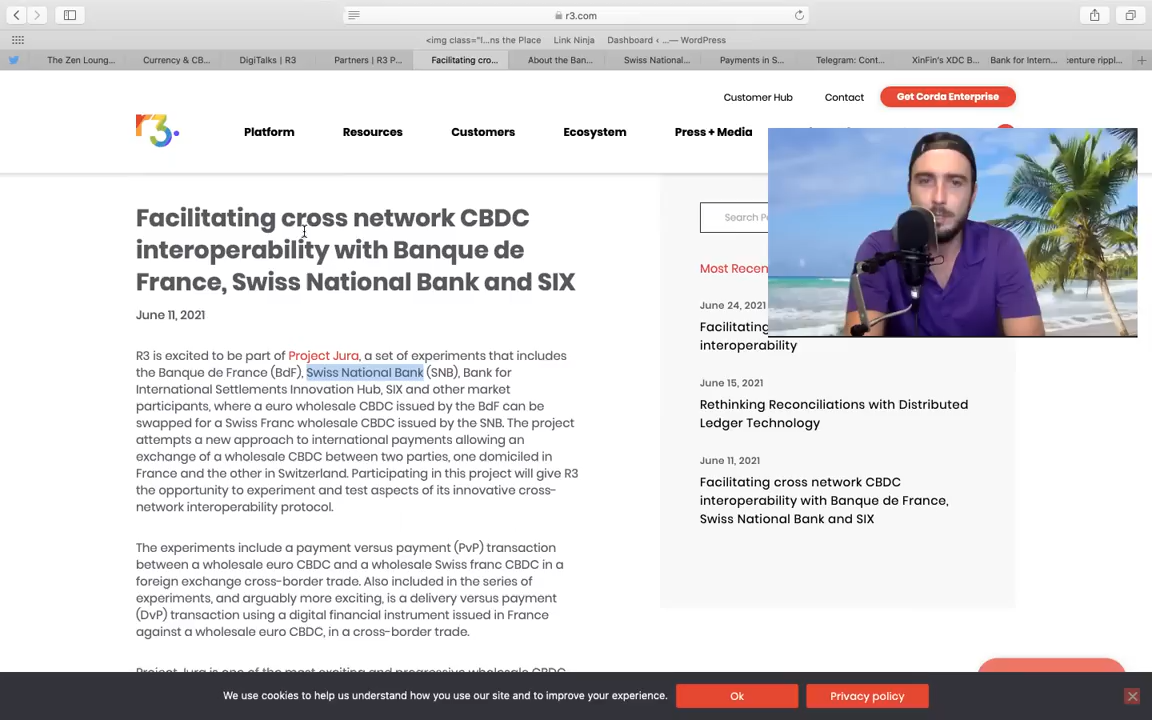 r3.com
<img class="l...ns the Place Link Ninja Dashboard ‹ ...— WordPress
The Zen Loung... Currency & CB... DigiTalks | R3 Partners | R3 P... Facilitating cro... About the Ban... Swiss National... Payments in S... Telegram: Cont... XinFin's XDC B... Bank for Intern... :enture rippl...
Customer Hub Contact Get Corda Enterprise
r3.
Platform Resources Customers Ecosystem Press + Media
Facilitating cross network CBDC
interoperability with Banque de
France, Swiss National Bank and SIX
June 11, 2021
R3 is excited to be part of Project Jura, a set of experiments that includes
the Banque de France (BdF), Swiss National Bank (SNB), Bank for
International Settlements Innovation Hub, SIX and other market
participants, where a euro wholesale CBDC issued by the BdF can be
swapped for a Swiss Franc wholesale CBDC issued by the SNB. The project
attempts a new approach to international payments allowing an
exchange of a wholesale CBDC between two parties, one domiciled in
France and the other in Switzerland. Participating in this project will give R3
the opportunity to experiment and test aspects of its innovative cross-
network interoperability protocol.
The experiments include a payment versus payment (PvP) transaction
between a wholesale euro CBDC and a wholesale Swiss franc CBDC in a
foreign exchange cross-border trade. Also included in the series of
experiments, and arguably more exciting, is a delivery versus payment
(DvP) transaction using a digital financial instrument issued in France
against a wholesale euro CBDC, in a cross-border trade.
Project Jura is one of the most exciting and progressive wholesale CBDC
Search P
Most Recen
June 24, 2021
Facilitating
interoperability
June 15, 2021
Rethinking Reconciliations with Distributed
Ledger Technology
June 11, 2021
Facilitating cross network CBDC
interoperability with Banque de France,
Swiss National Bank and SIX
We use cookies to help us understand how you use our site and to improve your experience. Ok Privacy policy